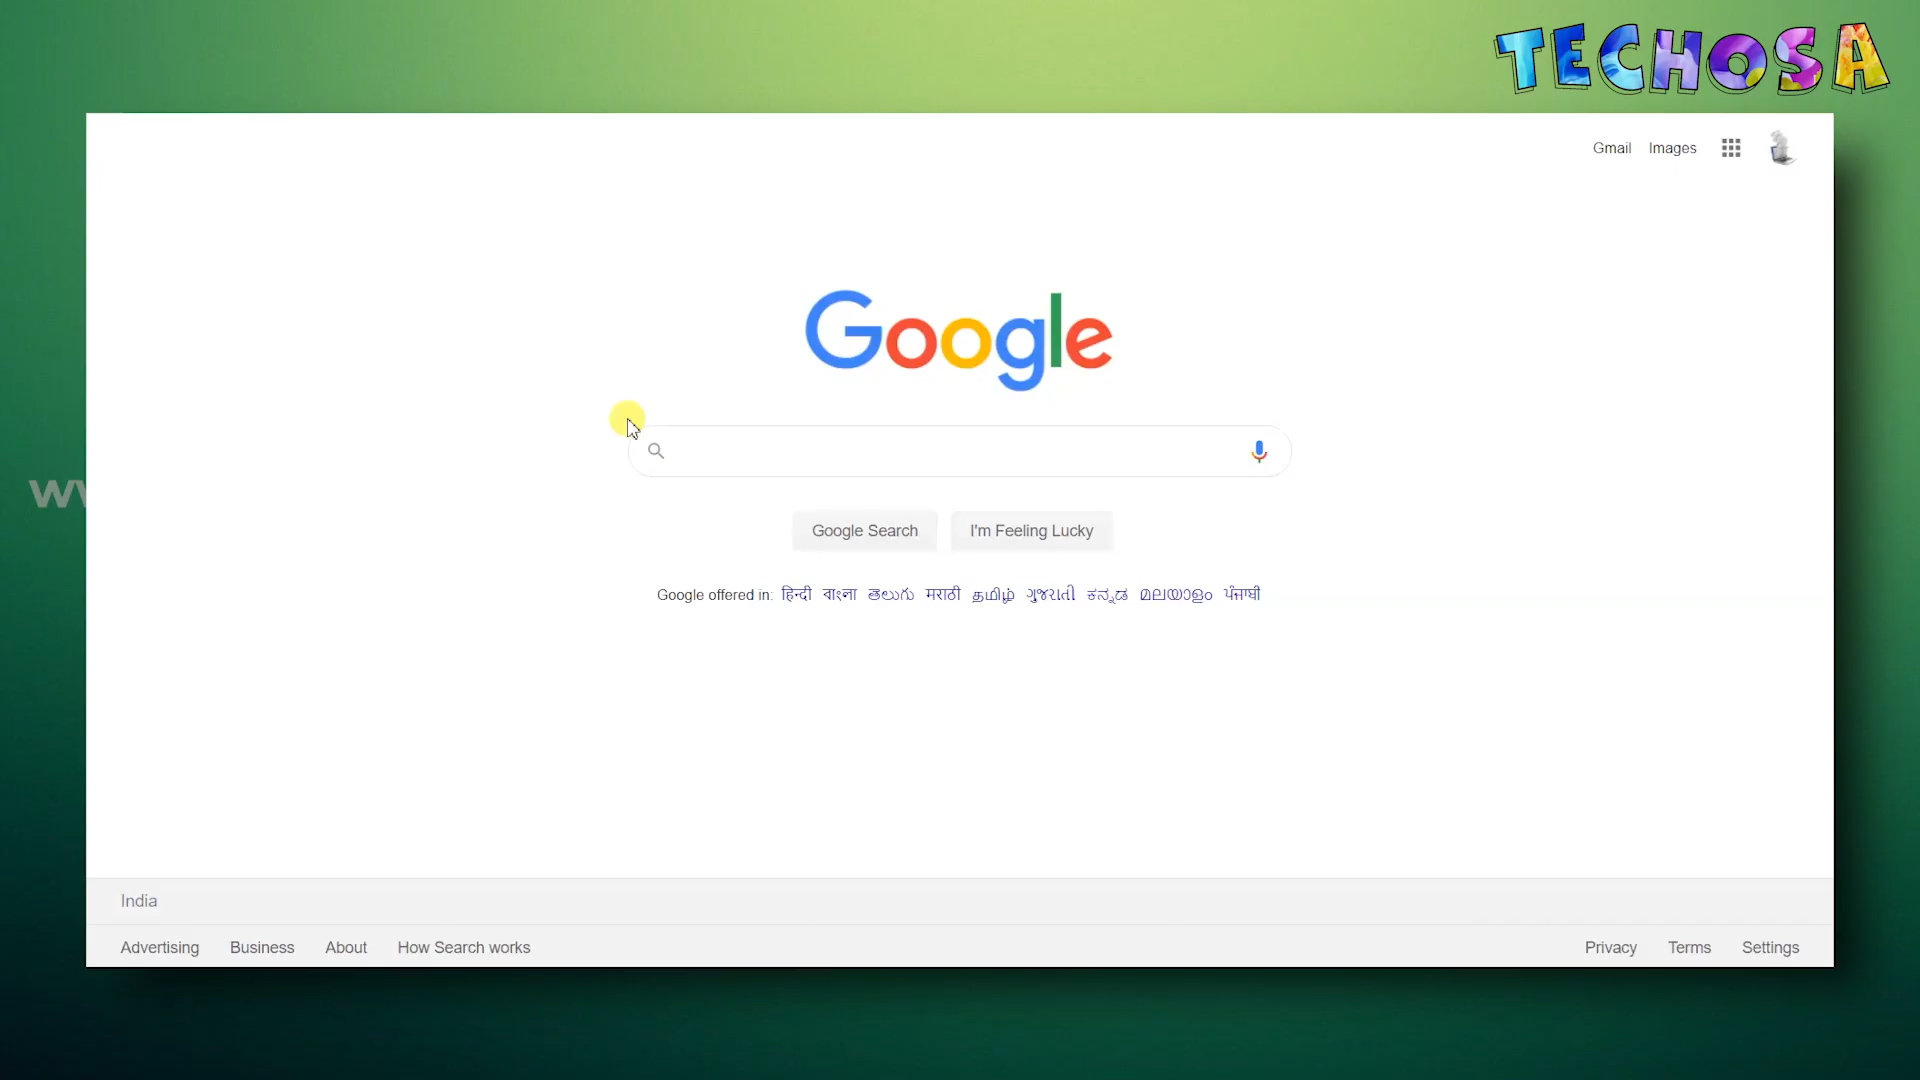 TECHOSA
Gmail Images
Google
Google Search I'm Feeling Lucky
Google offered in: हिन्दी বাংলা తెలుగు मराठी தமிழ் ગુજરાતી ಕನ್ನಡ മലയാളം ਪੰਜਾਬੀ
India
Advertising Business About How Search works Privacy Terms Settings